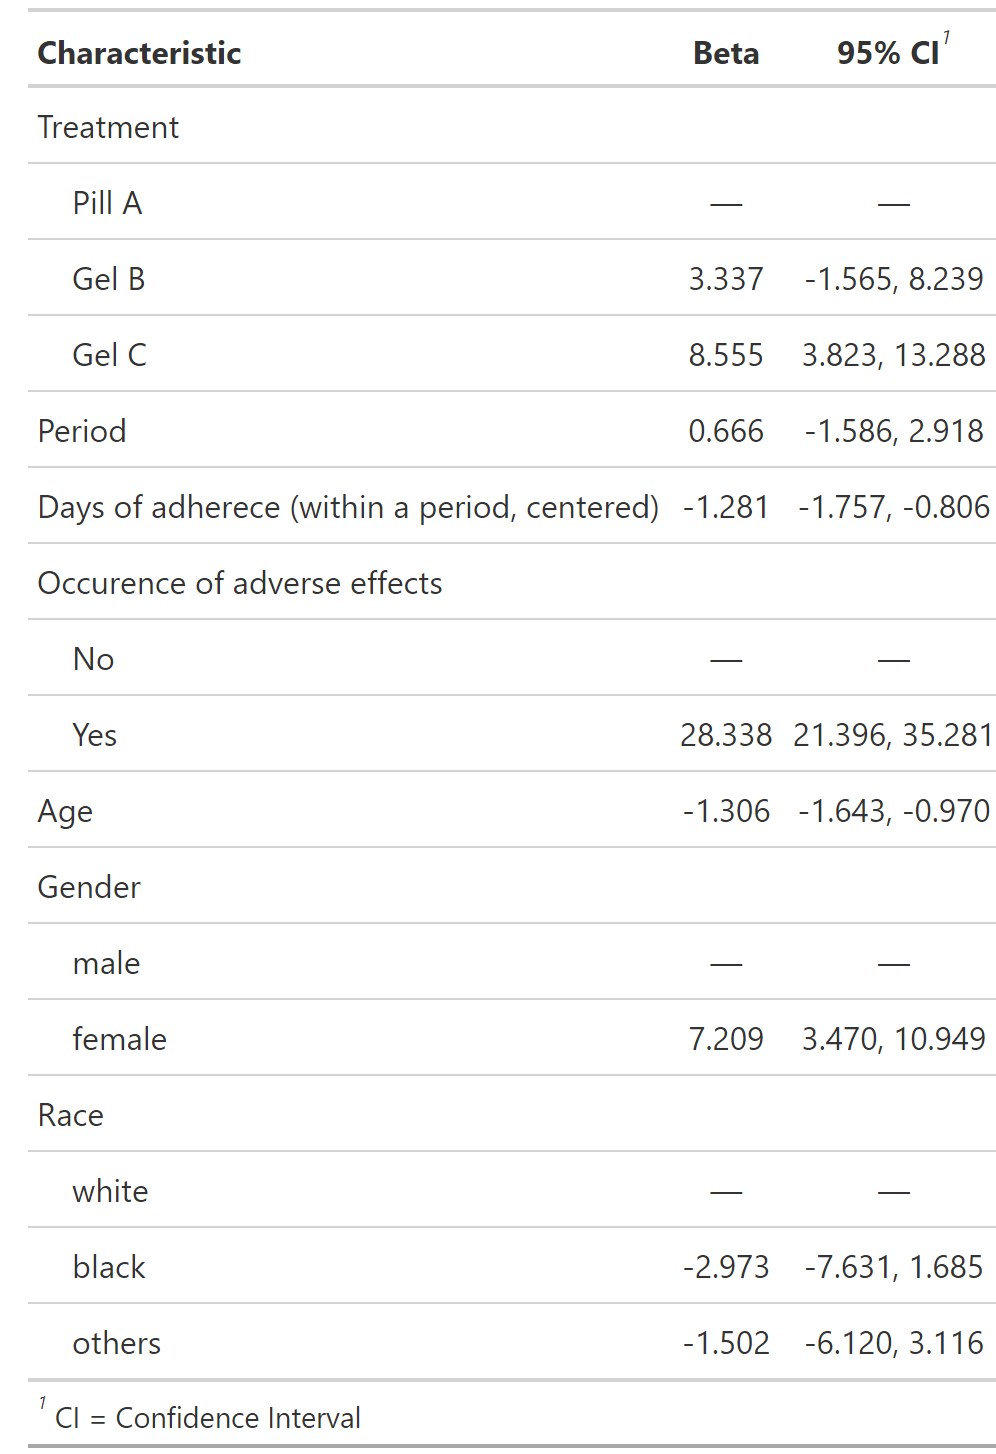 Characteristic Beta 95% CI1
Treatment
Pill A — —
Gel B 3.337 -1.565, 8.239
Gel C 8.555 3.823, 13.288
Period 0.666 -1.586, 2.918
Days of adherece (within a period, centered) -1.281 -1.757, -0.806
Occurence of adverse effects
No — —
Yes 28.338 21.396, 35.281
Age -1.306 -1.643, -0.970
Gender
male — —
female 7.209 3.470, 10.949
Race
white — —
black -2.973 -7.631, 1.685
others -1.502 -6.120, 3.116
1 CI = Confidence Interval